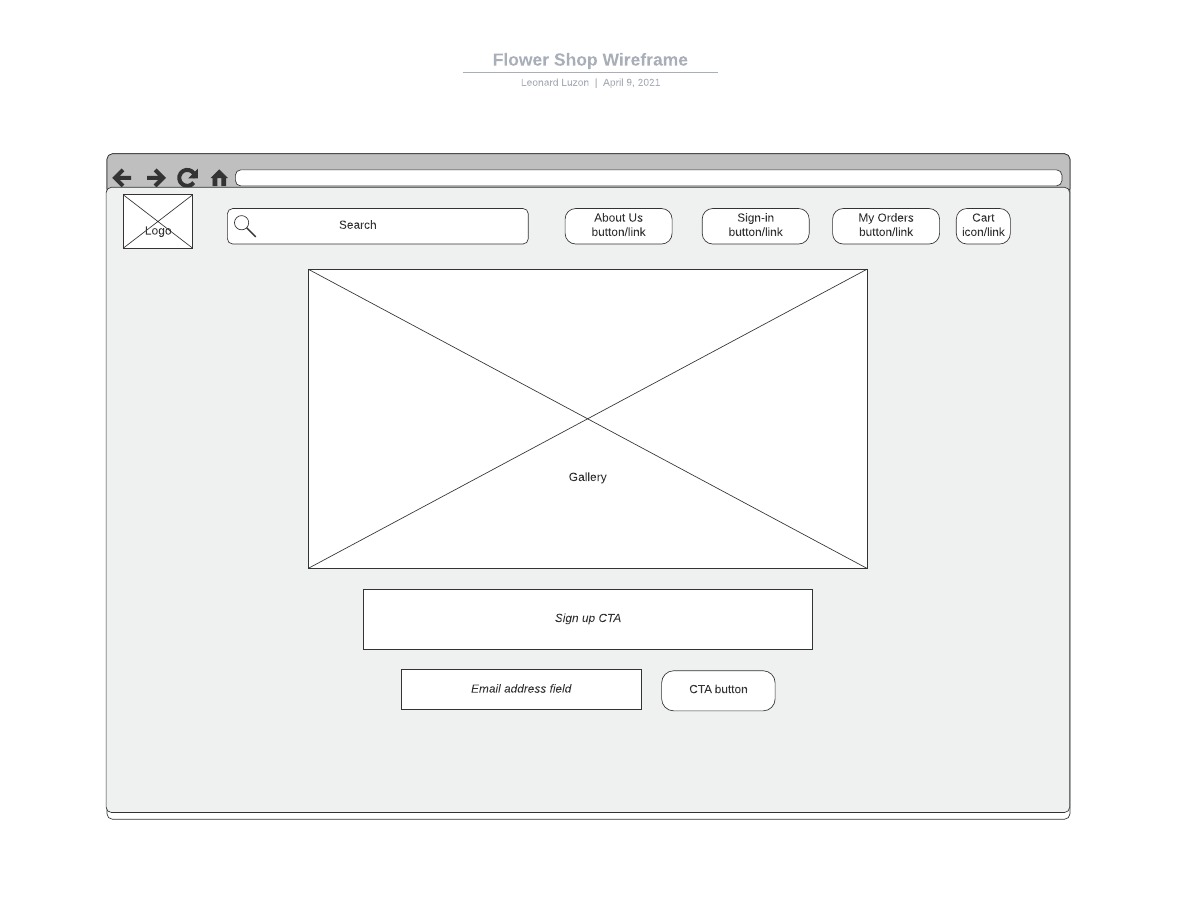 Flower Shop Wireframe
Leonard Luzon | April 9, 2021
Logo
Search
About Us
button/link
Sign-in
button/link
My Orders
button/link
Cart
icon/link
Gallery
Sign up CTA
Email address field
CTA button